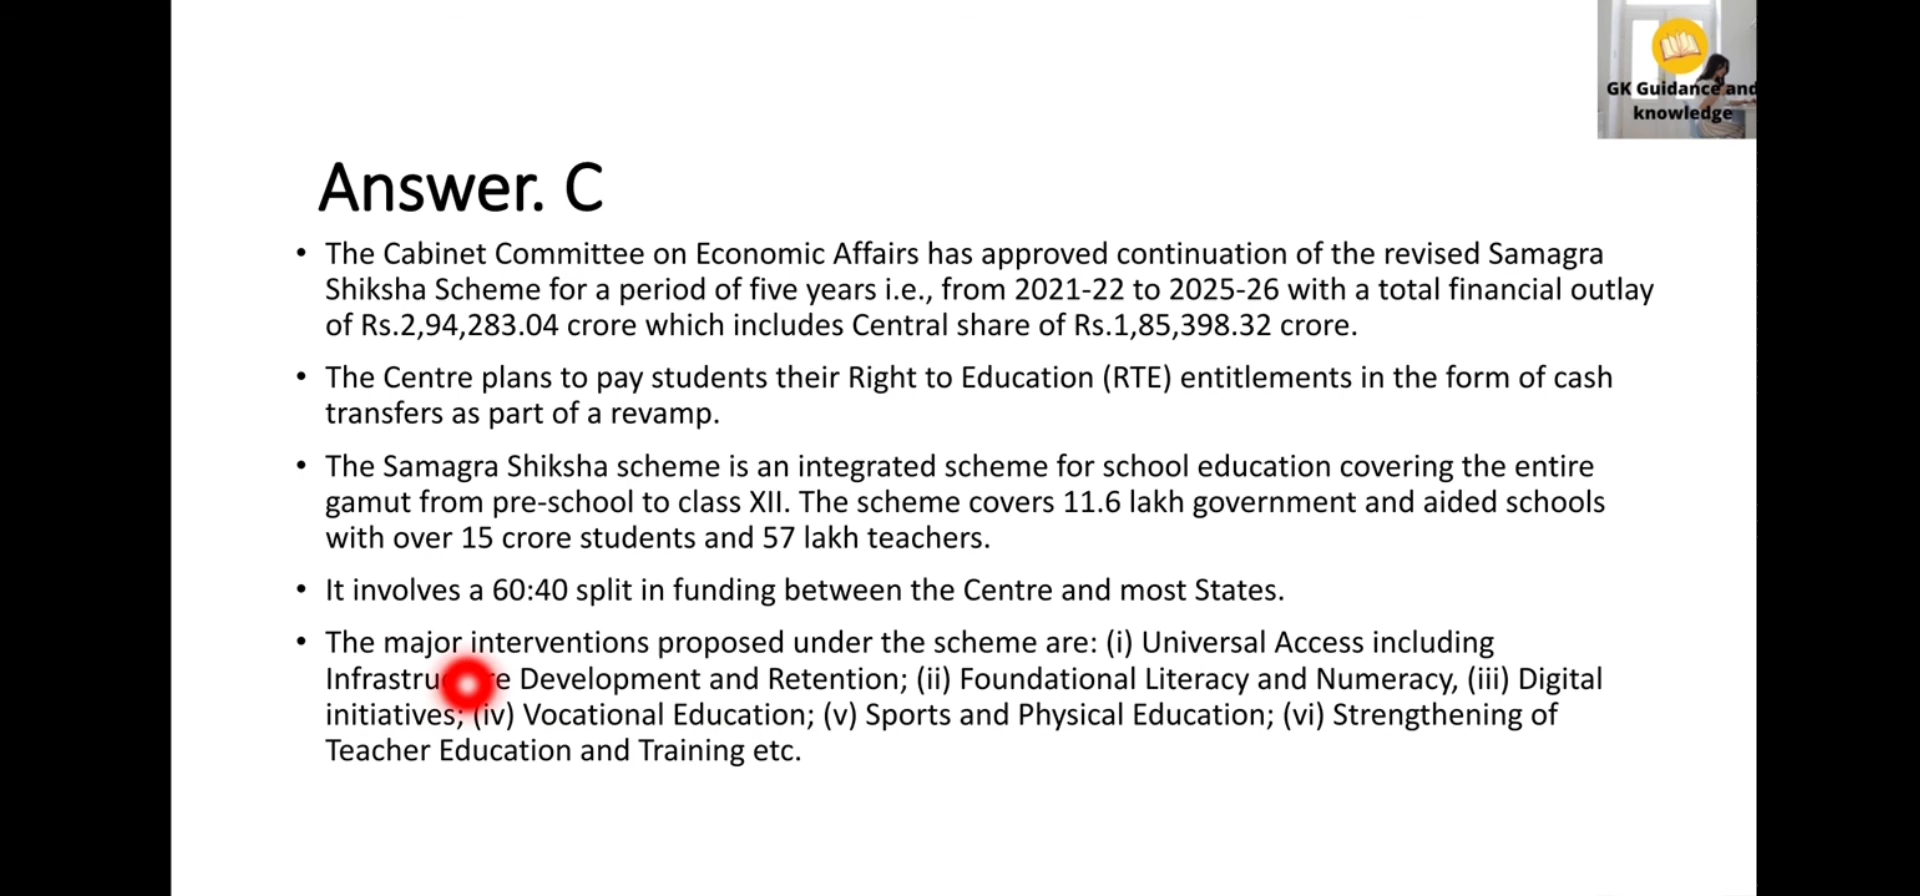 GK Guidance and
knowledge
Answer. C
• The Cabinet Committee on Economic Affairs has approved continuation of the revised Samagra
Shiksha Scheme for a period of five years i.e., from 2021-22 to 2025-26 with a total financial outlay
of Rs.2,94,283.04 crore which includes Central share of Rs.1,85,398.32 crore.
• The Centre plans to pay students their Right to Education (RTE) entitlements in the form of cash
transfers as part of a revamp.
• The Samagra Shiksha scheme is an integrated scheme for school education covering the entire
gamut from pre-school to class XII. The scheme covers 11.6 lakh government and aided schools
with over 15 crore students and 57 lakh teachers.
• It involves a 60:40 split in funding between the Centre and most States.
• The major interventions proposed under the scheme are: (i) Universal Access including
Infrastructure Development and Retention; (ii) Foundational Literacy and Numeracy, (iii) Digital
initiatives; (iv) Vocational Education; (v) Sports and Physical Education; (vi) Strengthening of
Teacher Education and Training etc.